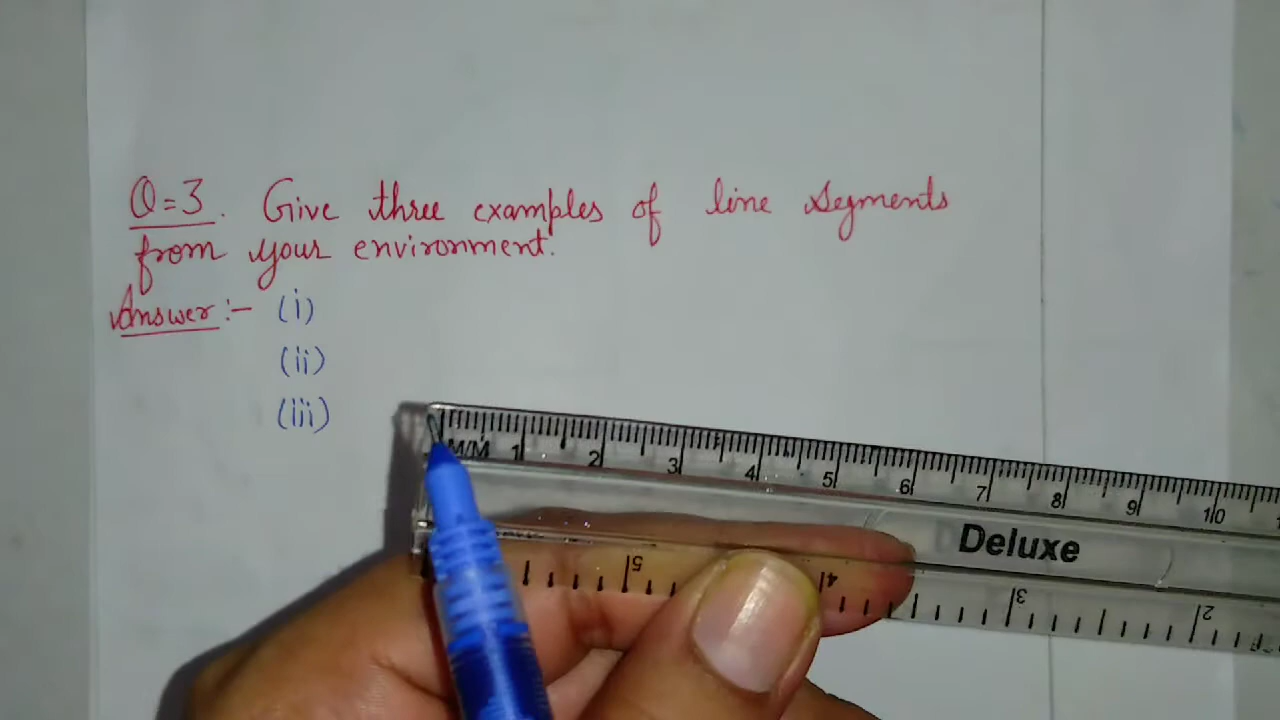 Q=3. Give three examples of line segments
from your environment.
Answer:- (i)
(ii)
(iii)
M/M 1 2 3 4 5 6 7 8 9 10
Deluxe
5 4 3 2